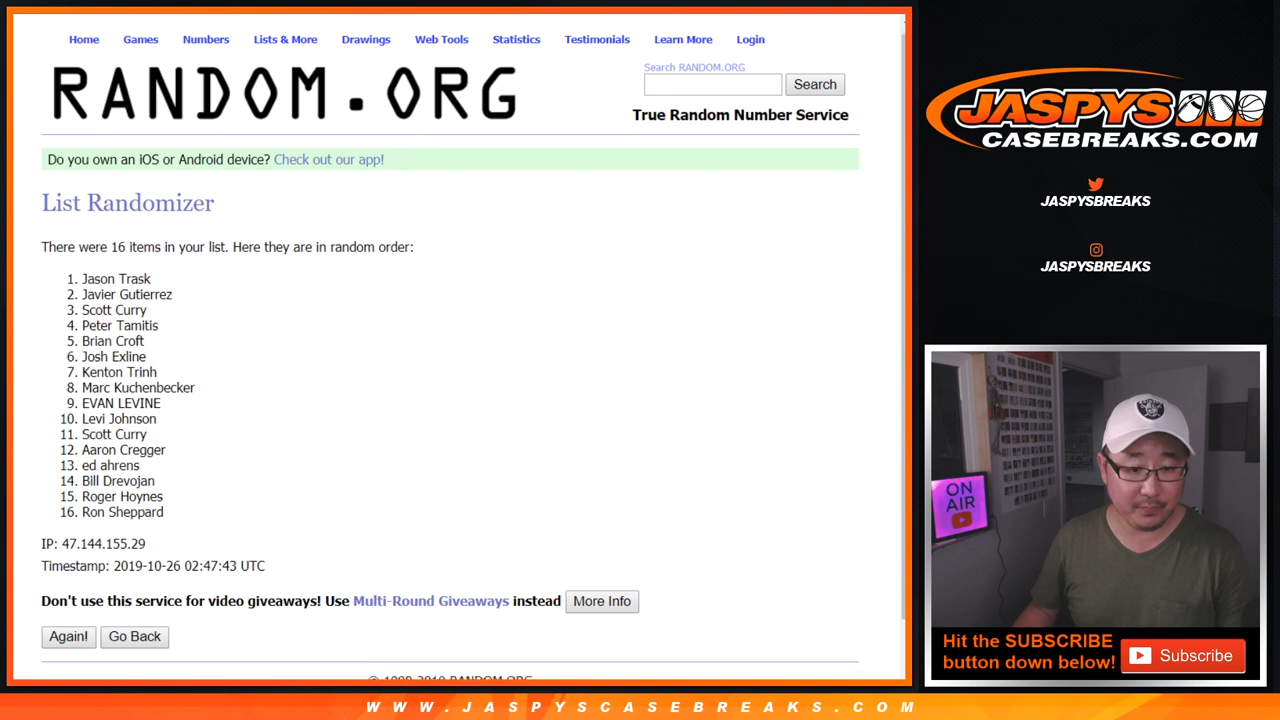 Home Games Numbers Lists & More Drawings Web Tools Statistics Testimonials Learn More Login
RANDOM.ORG
Search RANDOM.ORG
Search
True Random Number Service
Do you own an iOS or Android device? Check out our app!
List Randomizer
There were 16 items in your list. Here they are in random order:
1. Jason Trask
2. Javier Gutierrez
3. Scott Curry
4. Peter Tamitis
5. Brian Croft
6. Josh Exline
7. Kenton Trinh
8. Marc Kuchenbecker
9. EVAN LEVINE
10. Levi Johnson
11. Scott Curry
12. Aaron Cregger
13. ed ahrens
14. Bill Drevojan
15. Roger Hoynes
16. Ron Sheppard
IP: 47.144.155.29
Timestamp: 2019-10-26 02:47:43 UTC
Don't use this service for video giveaways! Use Multi-Round Giveaways instead More Info
Again! Go Back
RANDOM.ORG
JASPYS
CASEBREAKS.COM
JASPYSBREAKS
JASPYSBREAKS
ON
AIR
Hit the SUBSCRIBE
button down below!
Subscribe
WWW.JASPYSCASEBREAKS.COM